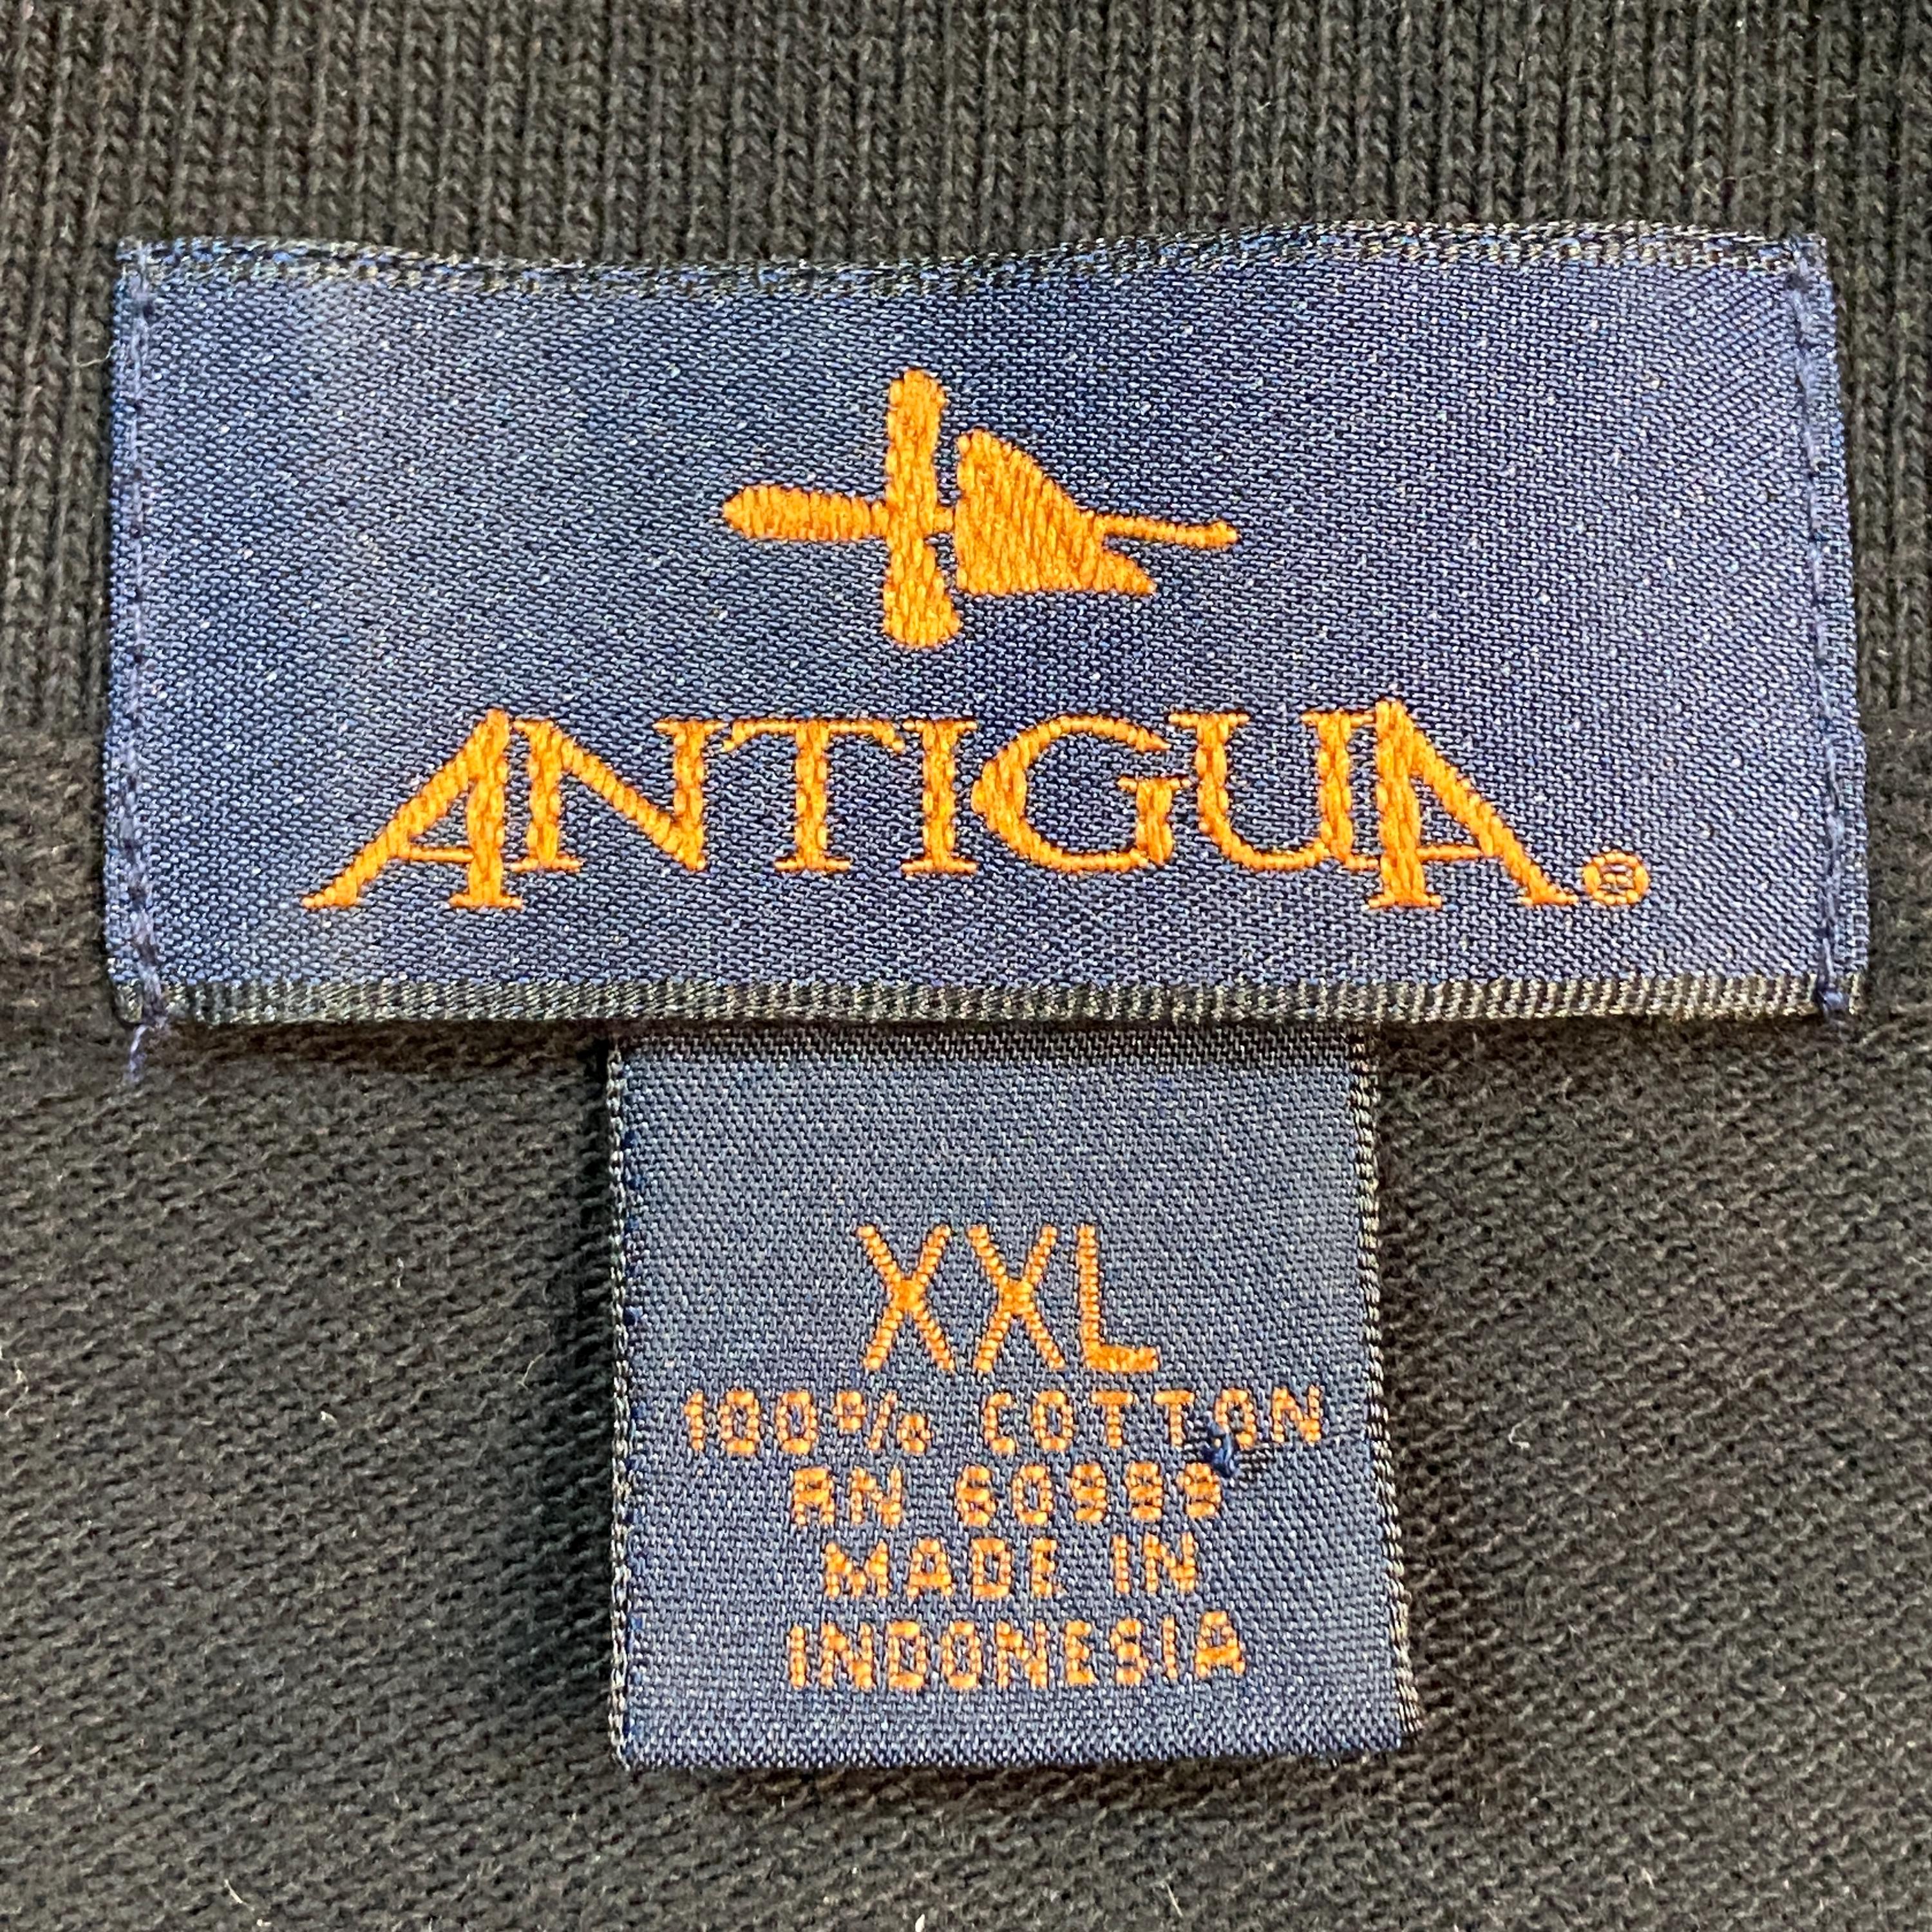 ANTIGUA®
XXL
100% COTTON
RN 60999
MADE IN
INDONESIA